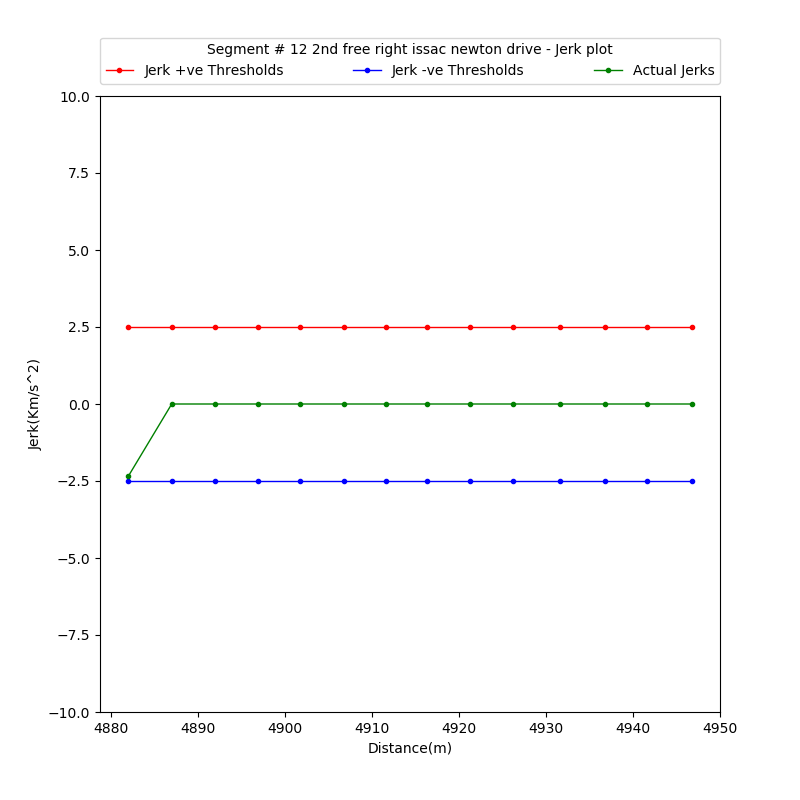 Segment # 12 2nd free right issac newton drive - Jerk plot
Jerk +ve Thresholds Jerk -ve Thresholds Actual Jerks
10.0
7.5
5.0
2.5
0.0
−2.5
−5.0
−7.5
−10.0
Jerk(Km/s^2)
4880 4890 4900 4910 4920 4930 4940 4950
Distance(m)